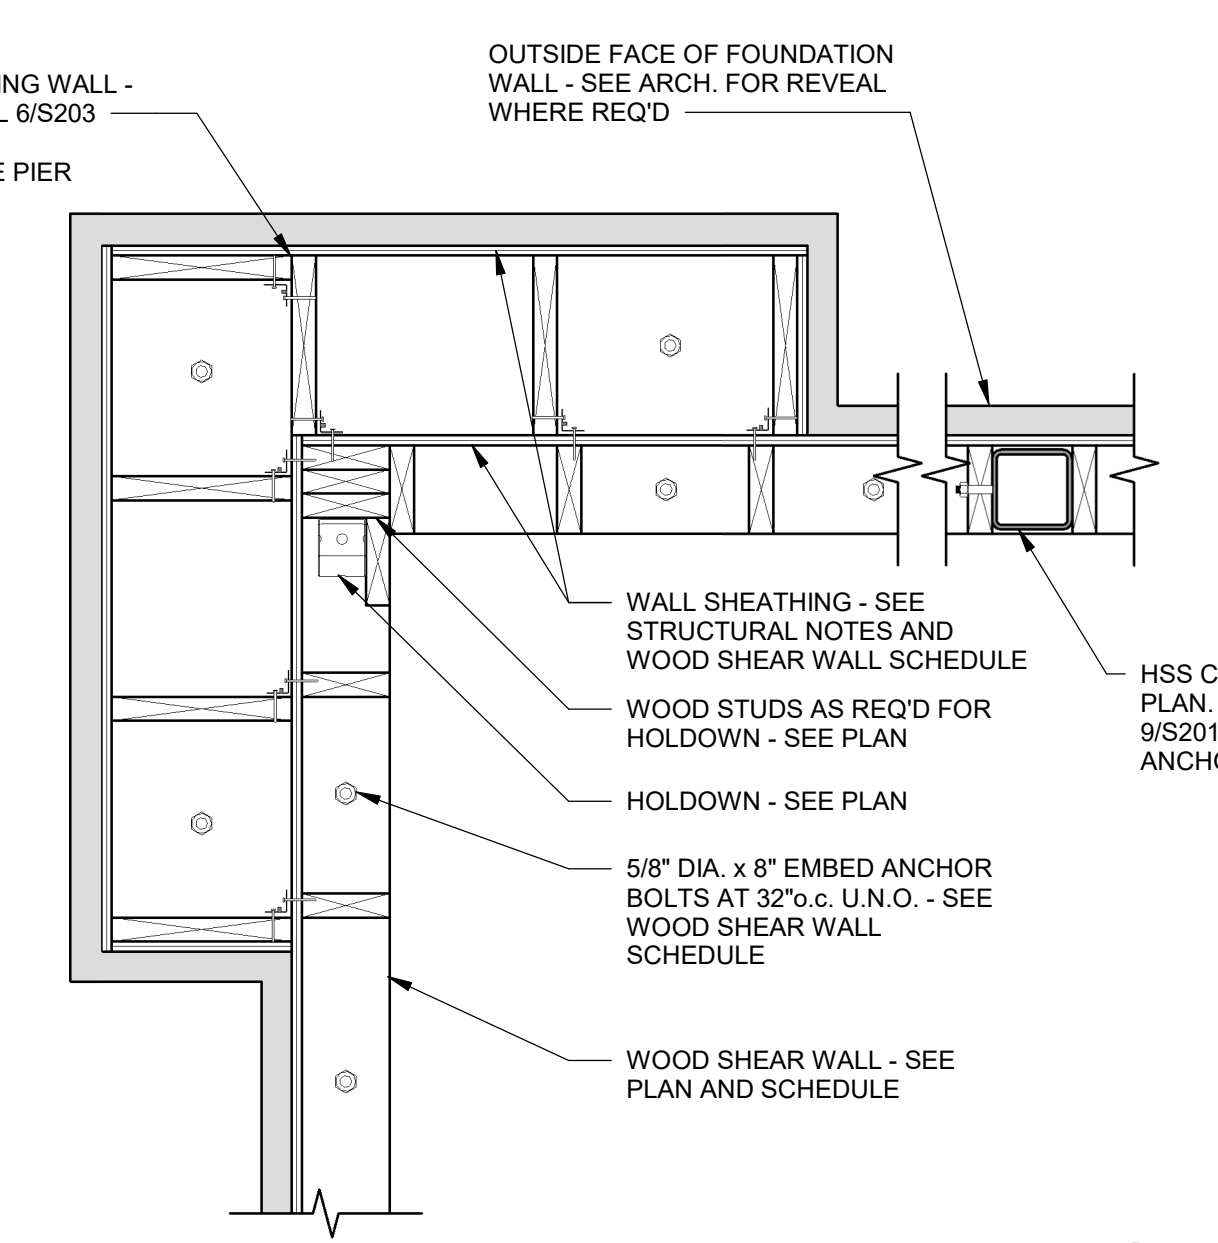 ING WALL -
L 6/S203
E PIER
OUTSIDE FACE OF FOUNDATION
WALL - SEE ARCH. FOR REVEAL
WHERE REQ'D
WALL SHEATHING - SEE
STRUCTURAL NOTES AND
WOOD SHEAR WALL SCHEDULE
WOOD STUDS AS REQ'D FOR
HOLDOWN - SEE PLAN
HOLDOWN - SEE PLAN
5/8" DIA. x 8" EMBED ANCHOR
BOLTS AT 32"o.c. U.N.O. - SEE
WOOD SHEAR WALL
SCHEDULE
WOOD SHEAR WALL - SEE
PLAN AND SCHEDULE
HSS C
PLAN.
9/S201
ANCHO